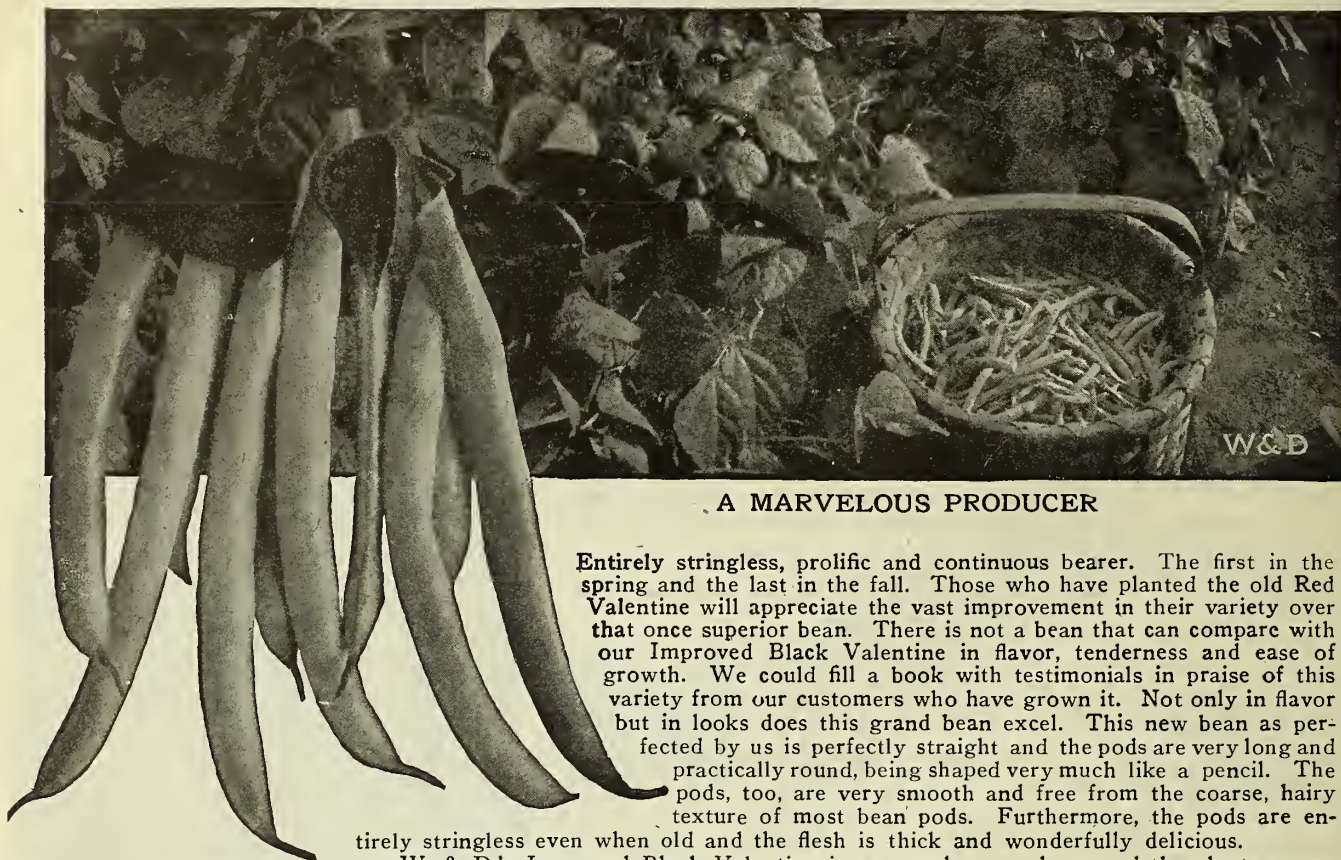 W&D
A MARVELOUS PRODUCER
Entirely stringless, prolific and continuous bearer. The first in the
spring and the last in the fall. Those who have planted the old Red
Valentine will appreciate the vast improvement in their variety over
that once superior bean. There is not a bean that can compare with
our Improved Black Valentine in flavor, tenderness and ease of
growth. We could fill a book with testimonials in praise of this
variety from our customers who have grown it. Not only in flavor
but in looks does this grand bean excel. This new bean as per-
fected by us is perfectly straight and the pods are very long and
practically round, being shaped very much like a pencil. The
pods, too, are very smooth and free from the coarse, hairy
texture of most bean pods. Furthermore, the pods are en-
tirely stringless even when old and the flesh is thick and wonderfully delicious.